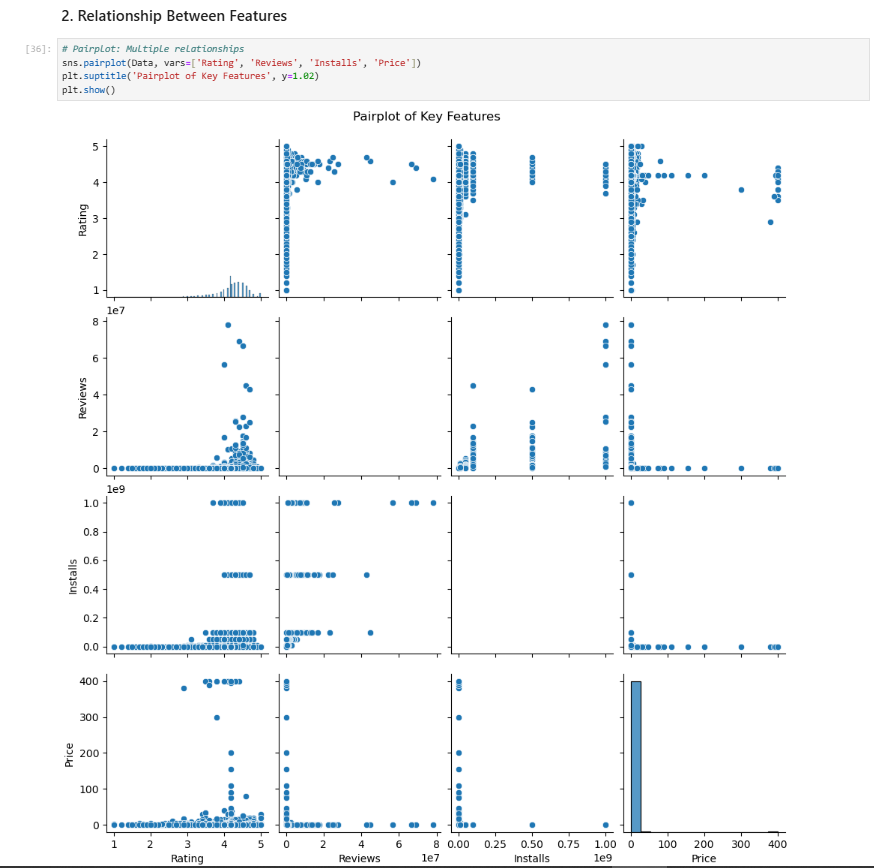 2. Relationship Between Features
[36]: # Pairplot: Multiple relationships
sns.pairplot(Data, vars=['Rating', 'Reviews', 'Installs', 'Price'])
plt.suptitle('Pairplot of Key Features', y=1.02)
plt.show()
Pairplot of Key Features
5
4
3
2
1
Rating
1e7
8
6
4
2
0
Reviews
1e9
1.0
0.8
0.6
0.4
0.2
0.0
Installs
400
300
200
100
0
Price
1 2 3 4 5
0 2 4 6 8
0.00 0.25 0.50 0.75 1.00
0 100 200 300 400
Rating
Reviews 1e7
Installs 1e9
Price